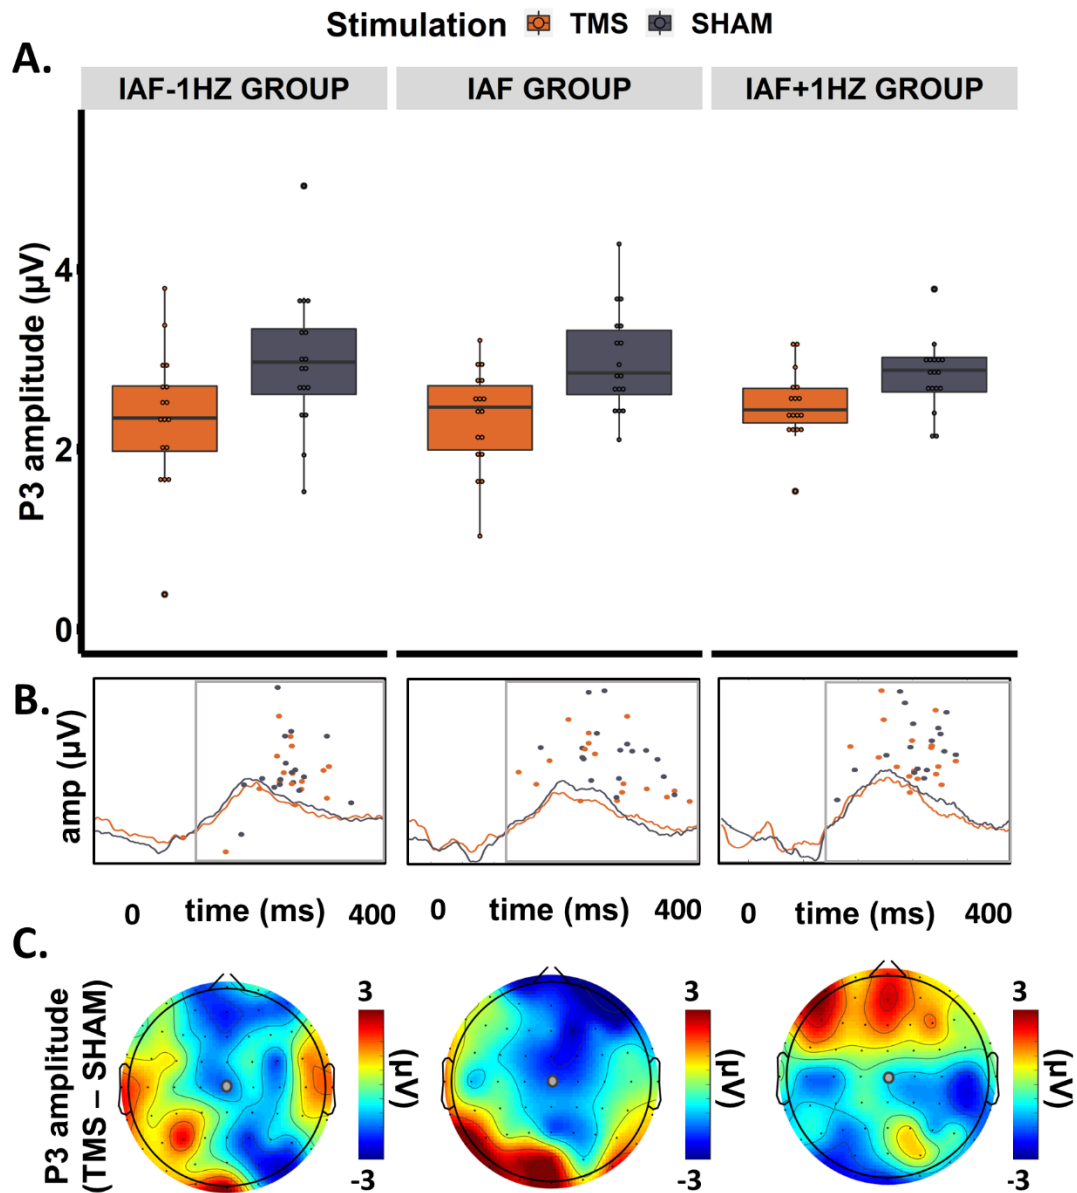 Stimulation TMS SHAM
A.
IAF-1HZ GROUP IAF GROUP IAF+1HZ GROUP
P3 amplitude (µV)
4
2
0
B.
amp (µV)
0 time (ms) 400 0 time (ms) 400 0 time (ms) 400
C.
P3 amplitude
(TMS – SHAM)
3 3 3
(µV) (µV) (µV)
-3 -3 -3